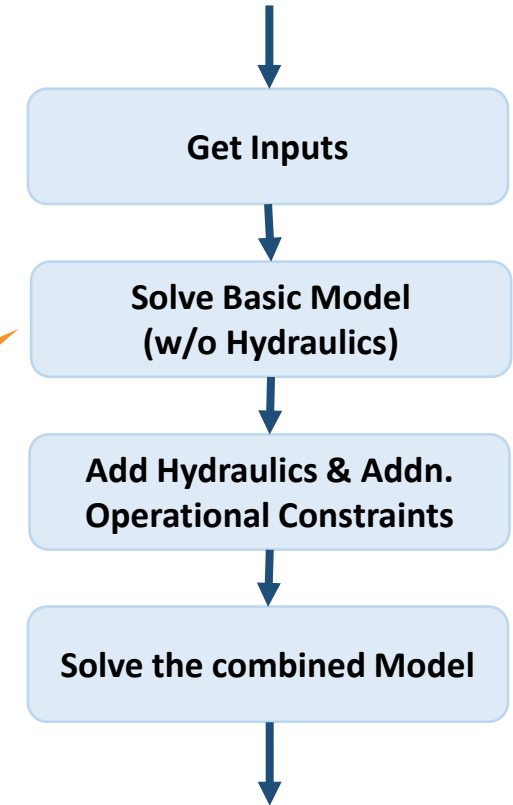 Get Inputs
Solve Basic Model
(w/o Hydraulics)
Add Hydraulics & Addn.
Operational Constraints
Solve the combined Model